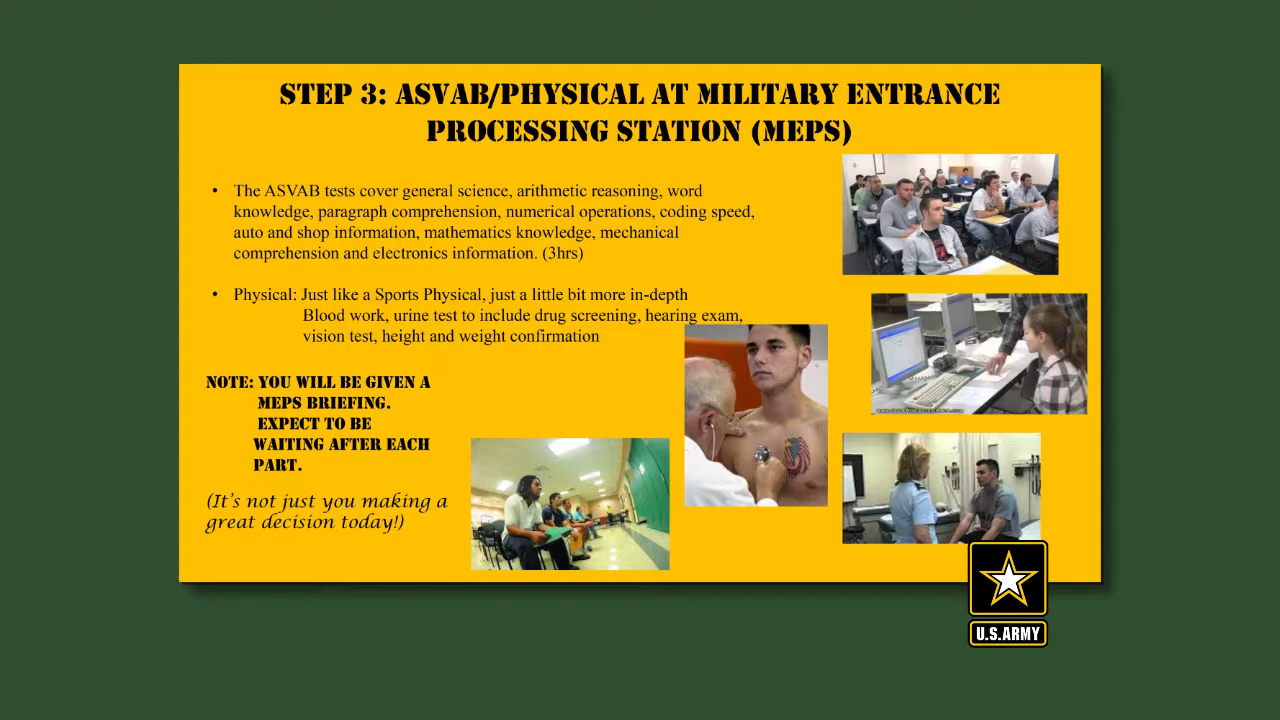 STEP 3: ASVAB/PHYSICAL AT MILITARY ENTRANCE
PROCESSING STATION (MEPS)
• The ASVAB tests cover general science, arithmetic reasoning, word
knowledge, paragraph comprehension, numerical operations, coding speed,
auto and shop information, mathematics knowledge, mechanical
comprehension and electronics information. (3hrs)
• Physical: Just like a Sports Physical, just a little bit more in-depth
Blood work, urine test to include drug screening, hearing exam,
vision test, height and weight confirmation
NOTE: YOU WILL BE GIVEN A
MEPS BRIEFING.
EXPECT TO BE
WAITING AFTER EACH
PART.
(It's not just you making a
great decision today!)
U.S.ARMY